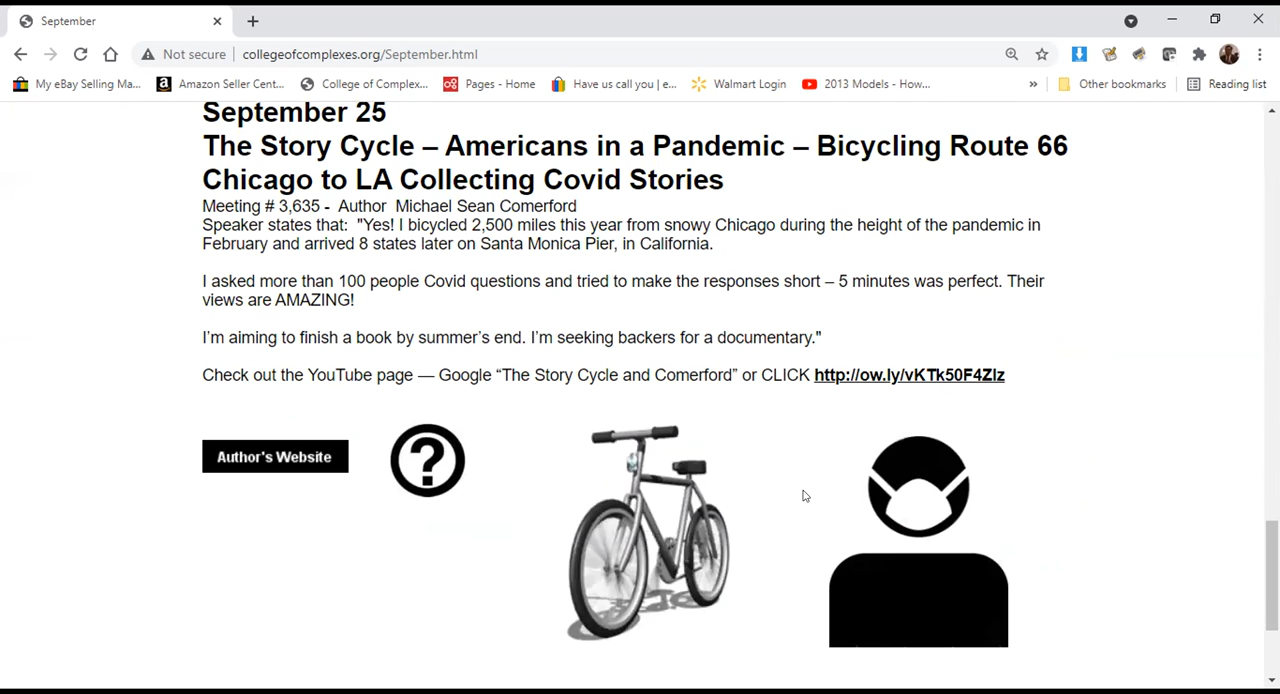 September
Not secure collegeofcomplexes.org/September.html
My eBay Selling Ma... Amazon Seller Cent... College of Complex... Pages - Home Have us call you | e... Walmart Login 2013 Models - How... » Other bookmarks Reading list
September 25
The Story Cycle – Americans in a Pandemic – Bicycling Route 66
Chicago to LA Collecting Covid Stories
Meeting # 3,635 - Author Michael Sean Comerford
Speaker states that: "Yes! I bicycled 2,500 miles this year from snowy Chicago during the height of the pandemic in
February and arrived 8 states later on Santa Monica Pier, in California.
I asked more than 100 people Covid questions and tried to make the responses short – 5 minutes was perfect. Their
views are AMAZING!
I’m aiming to finish a book by summer’s end. I’m seeking backers for a documentary."
Check out the YouTube page — Google “The Story Cycle and Comerford” or CLICK http://ow.ly/vKTk50F4Zlz
Author's Website ?